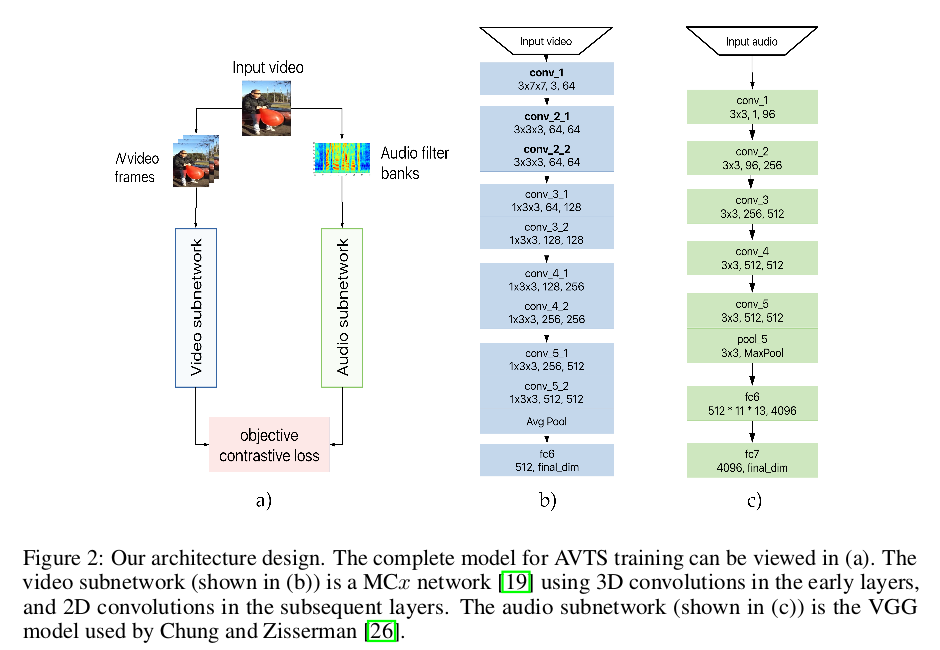 Input video
N video
frames
Audio filter
banks
Video subnetwork
Audio subnetwork
objective
contrastive loss
a)
Input video
conv_1
3x7x7, 3, 64
conv_2_1
3x3x3, 64, 64
conv_2_2
3x3x3, 64, 64
conv_3_1
1x3x3, 64, 128
conv_3_2
1x3x3, 128, 128
conv_4_1
1x3x3, 128, 256
conv_4_2
1x3x3, 256, 256
conv_5_1
1x3x3, 256, 512
conv_5_2
1x3x3, 512, 512
Avg Pool
fc6
512, final_dim
b)
Input audio
conv_1
3x3, 1, 96
conv_2
3x3, 96, 256
conv_3
3x3, 256, 512
conv_4
3x3, 512, 512
conv_5
3x3, 512, 512
pool_5
3x3, MaxPool
fc6
512 * 11 * 13, 4096
fc7
4096, final_dim
c)
Figure 2: Our architecture design. The complete model for AVTS training can be viewed in (a). The
video subnetwork (shown in (b)) is a MCx network [19] using 3D convolutions in the early layers,
and 2D convolutions in the subsequent layers. The audio subnetwork (shown in (c)) is the VGG
model used by Chung and Zisserman [26].